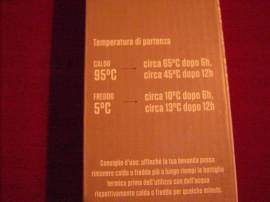 Temperatura di partenza
CALDO
95°C → circa 65°C dopo 6h,
circa 45°C dopo 12h
FREDDO
5°C → circa 10°C dopo 6h,
circa 13°C dopo 12h
Consiglio d'uso: affinché la tua bevanda possa
rimanere calda o fredda più a lungo riempi la bottiglia
termica prima dell'utilizzo con dell'acqua
rispettivamente calda o fredda per qualche minuto.